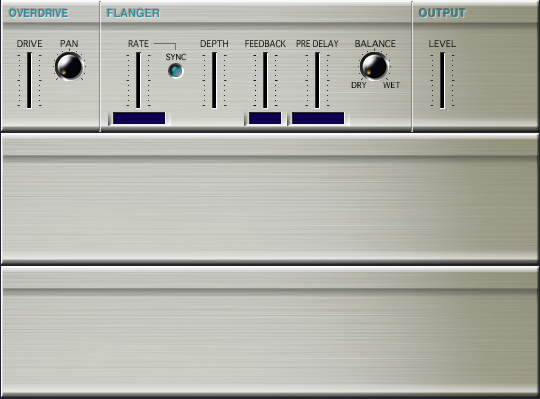 OVERDRIVE FLANGER OUTPUT
DRIVE PAN RATE DEPTH FEEDBACK PRE DELAY BALANCE LEVEL
SYNC
DRY WET